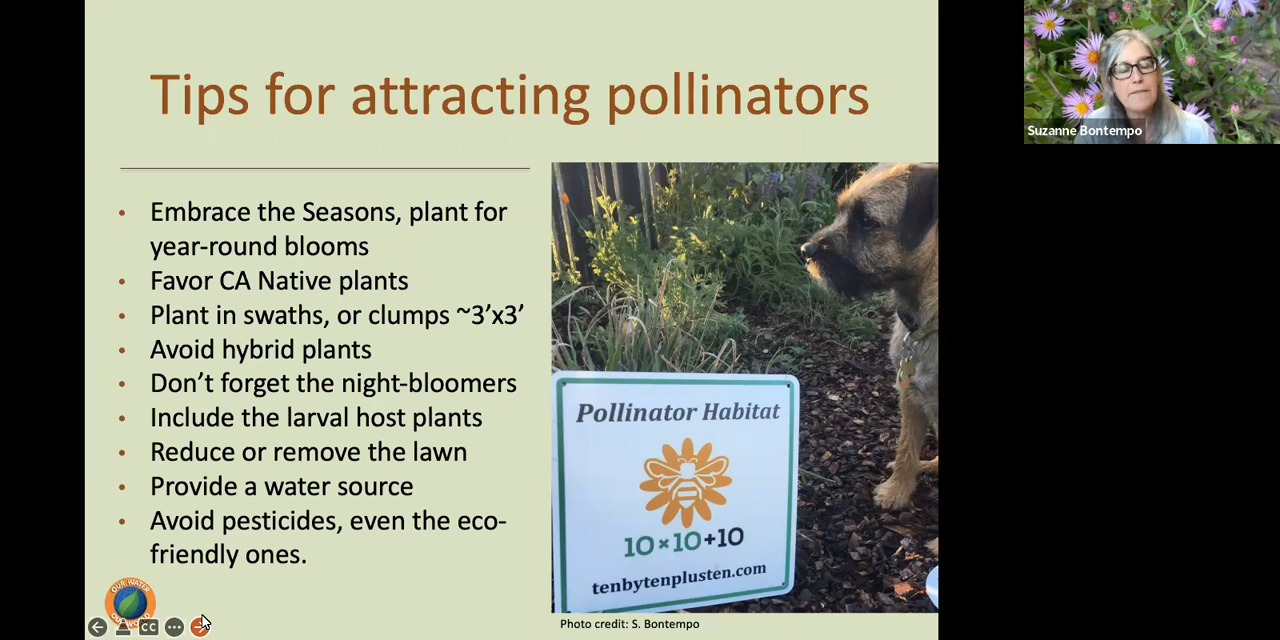 Tips for attracting pollinators
• Embrace the Seasons, plant for
year-round blooms
• Favor CA Native plants
• Plant in swaths, or clumps ~3’x3’
• Avoid hybrid plants
• Don’t forget the night-bloomers
• Include the larval host plants
• Reduce or remove the lawn
• Provide a water source
• Avoid pesticides, even the eco-
friendly ones.
Pollinator Habitat
10×10+10
tenbytenplusten.com
Photo credit: S. Bontempo
OUR WATER
CC
Suzanne Bontempo